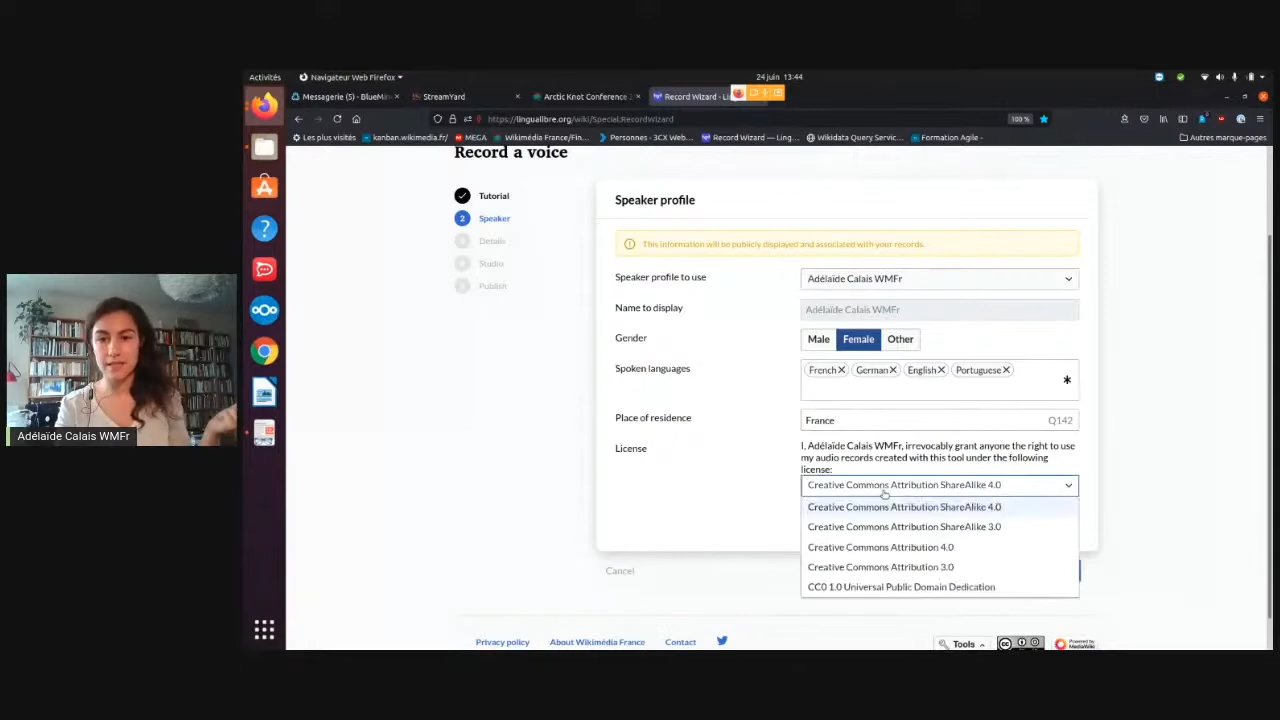 Activités
Navigateur Web Firefox
24 juin 13:44
Messagerie (5) - BlueMin
StreamYard
Arctic Knot Conference
Record Wizard - Li
https://lingualibre.org/wiki/Special:RecordWizard
100 %
Les plus visités
kanban.wikimedia.fr/
MEGA
Wikimédia France/Fin...
Personnes - 3CX Web...
Record Wizard — Ling...
Wikidata Query Servic...
Formation Agile -
Autres marque-pages
Record a voice
Tutorial
2 Speaker
Details
Studio
Publish
Speaker profile
This information will be publicly displayed and associated with your records.
Speaker profile to use
Adélaïde Calais WMFr
Name to display
Adélaïde Calais WMFr
Gender
Male Female Other
Spoken languages
French German English Portuguese
Place of residence
France Q142
License
I, Adélaïde Calais WMFr, irrevocably grant anyone the right to use
my audio records created with this tool under the following
license:
Creative Commons Attribution ShareAlike 4.0
Creative Commons Attribution ShareAlike 4.0
Creative Commons Attribution ShareAlike 3.0
Creative Commons Attribution 4.0
Creative Commons Attribution 3.0
CC0 1.0 Universal Public Domain Dedication
Cancel
Privacy policy
About Wikimédia France
Contact
Tools
Powered by
MediaWiki
Adélaïde Calais WMFr